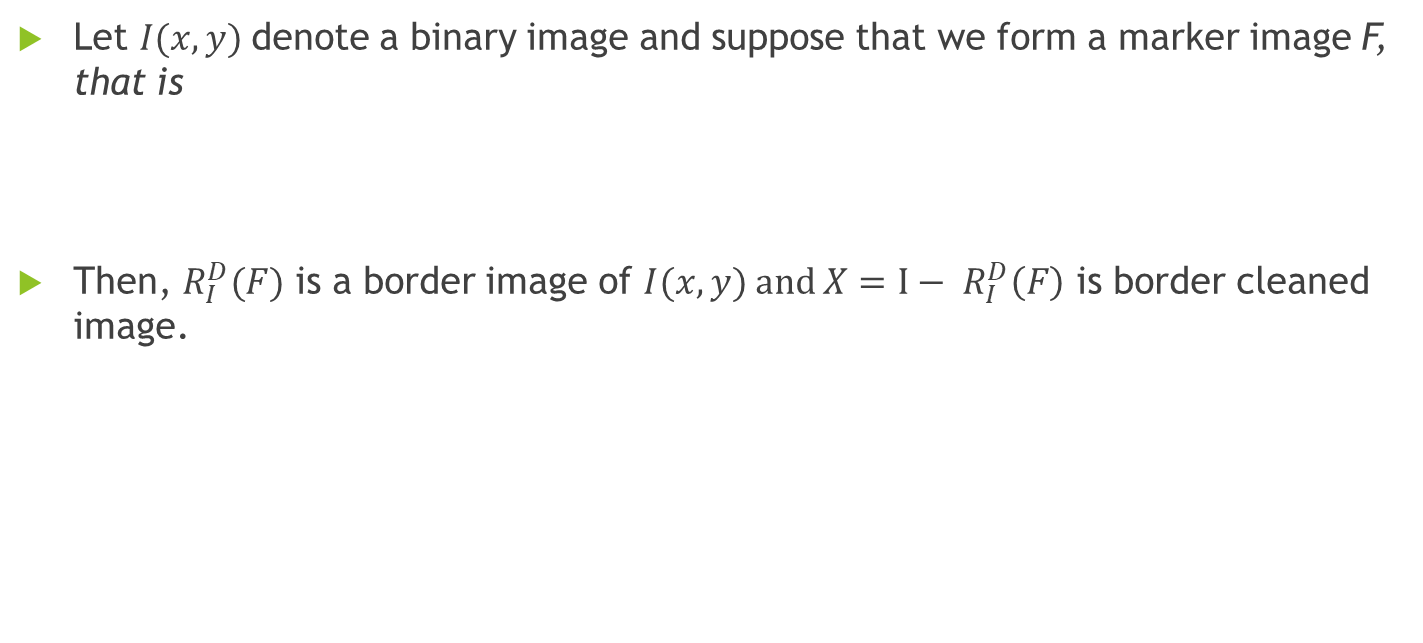 Let I(x, y) denote a binary image and suppose that we form a marker image F,
that is
Then, R_I^D(F) is a border image of I(x, y) and X = I − R_I^D(F) is border cleaned
image.